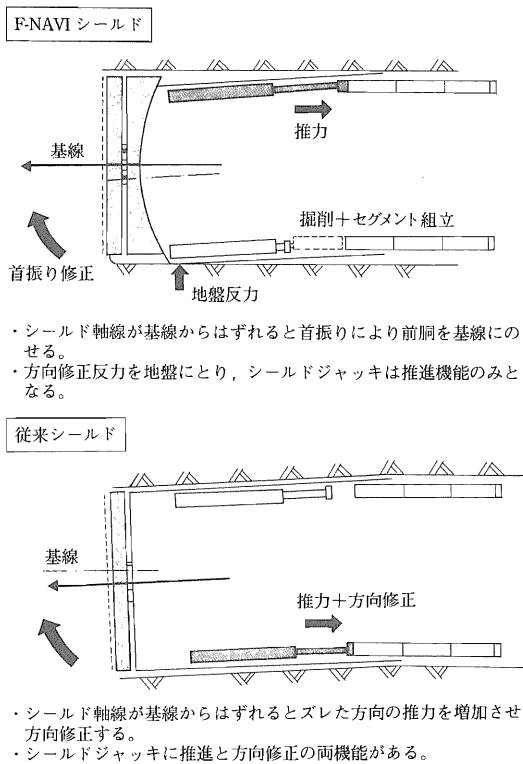 F-NAVIシールド
推力
基線
掘削+セグメント組立
首振り修正
地盤反力
・シールド軸線が基線からはずれると首振りにより前胴を基線にの
せる。
・方向修正反力を地盤にとり，シールドジャッキは推進機能のみと
なる。
従来シールド
基線
推力+方向修正
・シールド軸線が基線からはずれるとズレた方向の推力を増加させ
方向修正する。
・シールドジャッキに推進と方向修正の両機能がある。